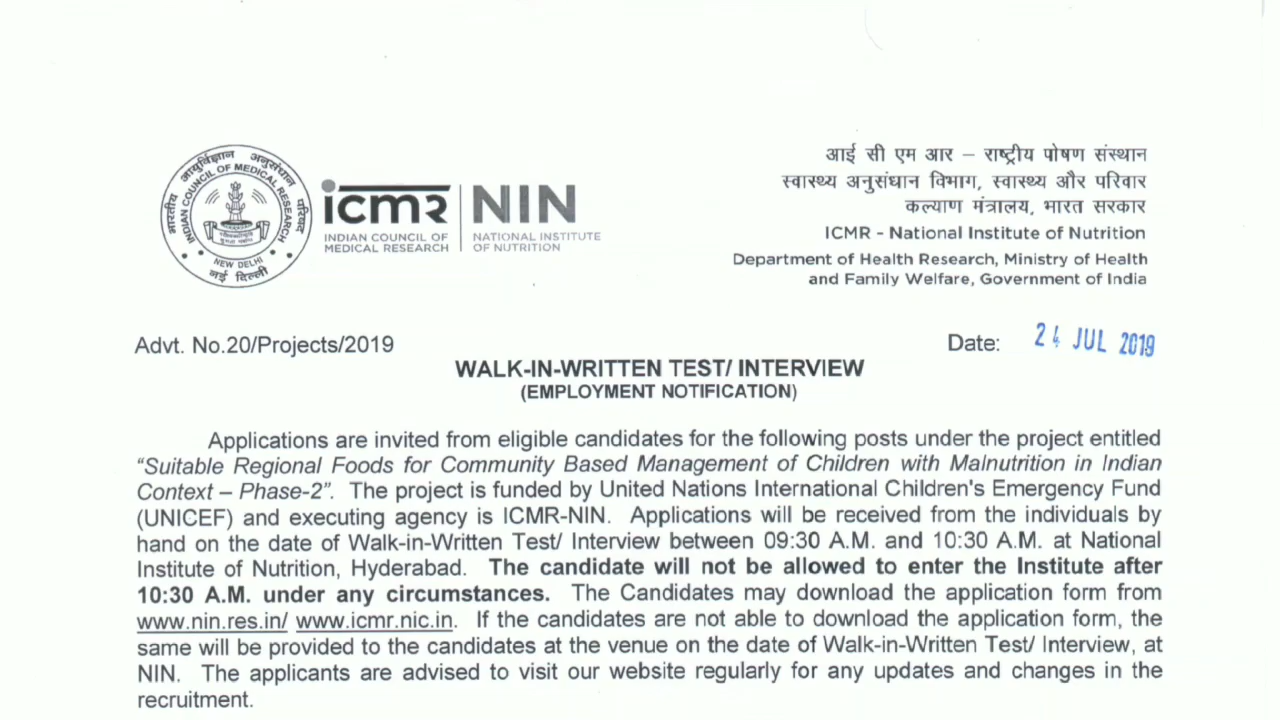 भारतीय आयुर्विज्ञान अनुसंधान परिषद
INDIAN COUNCIL OF MEDICAL RESEARCH
NEW DELHI
नई दिल्ली
icmr
INDIAN COUNCIL OF
MEDICAL RESEARCH
NIN
NATIONAL INSTITUTE
OF NUTRITION
आई सी एम आर – राष्ट्रीय पोषण संस्थान
स्वास्थ्य अनुसंधान विभाग, स्वास्थ्य और परिवार
कल्याण मंत्रालय, भारत सरकार
ICMR - National Institute of Nutrition
Department of Health Research, Ministry of Health
and Family Welfare, Government of India
Advt. No.20/Projects/2019
Date: 24 JUL 2019
WALK-IN-WRITTEN TEST/ INTERVIEW
(EMPLOYMENT NOTIFICATION)
Applications are invited from eligible candidates for the following posts under the project entitled
“Suitable Regional Foods for Community Based Management of Children with Malnutrition in Indian
Context – Phase-2”. The project is funded by United Nations International Children's Emergency Fund
(UNICEF) and executing agency is ICMR-NIN. Applications will be received from the individuals by
hand on the date of Walk-in-Written Test/ Interview between 09:30 A.M. and 10:30 A.M. at National
Institute of Nutrition, Hyderabad. The candidate will not be allowed to enter the Institute after
10:30 A.M. under any circumstances. The Candidates may download the application form from
www.nin.res.in/ www.icmr.nic.in. If the candidates are not able to download the application form, the
same will be provided to the candidates at the venue on the date of Walk-in-Written Test/ Interview, at
NIN. The applicants are advised to visit our website regularly for any updates and changes in the
recruitment.